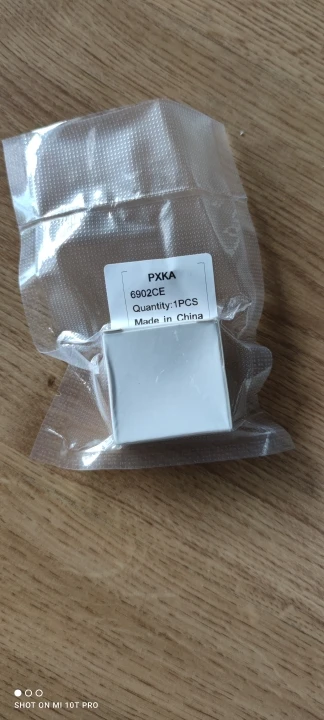 PXKA
6902CE
Quantity:1PCS
Made in China
SHOT ON MI 10T PRO